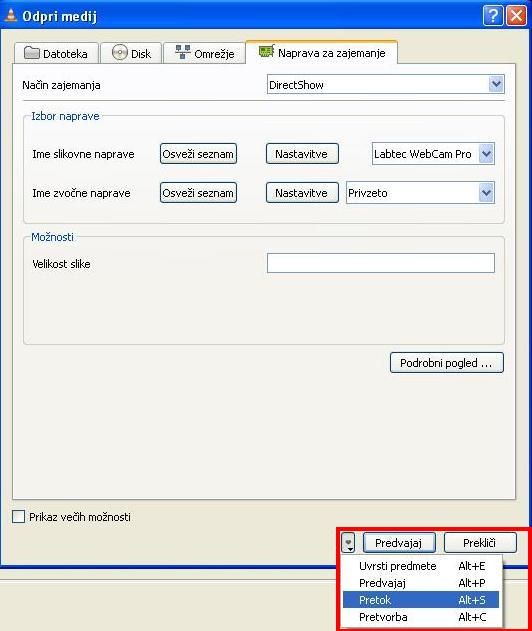 Odpri medij
Datoteka
Disk
Omrežje
Naprava za zajemanje
Način zajemanja
DirectShow
Izbor naprave
Ime slikovne naprave
Osveži seznam
Nastavitve
Labtec WebCam Pro
Ime zvočne naprave
Osveži seznam
Nastavitve
Privzeto
Možnosti
Velikost slike
Podrobni pogled ...
Prikaz večih možnosti
Predvajaj
Prekliči
Uvrsti predmete Alt+E
Predvajaj Alt+P
Pretok Alt+S
Pretvorba Alt+C